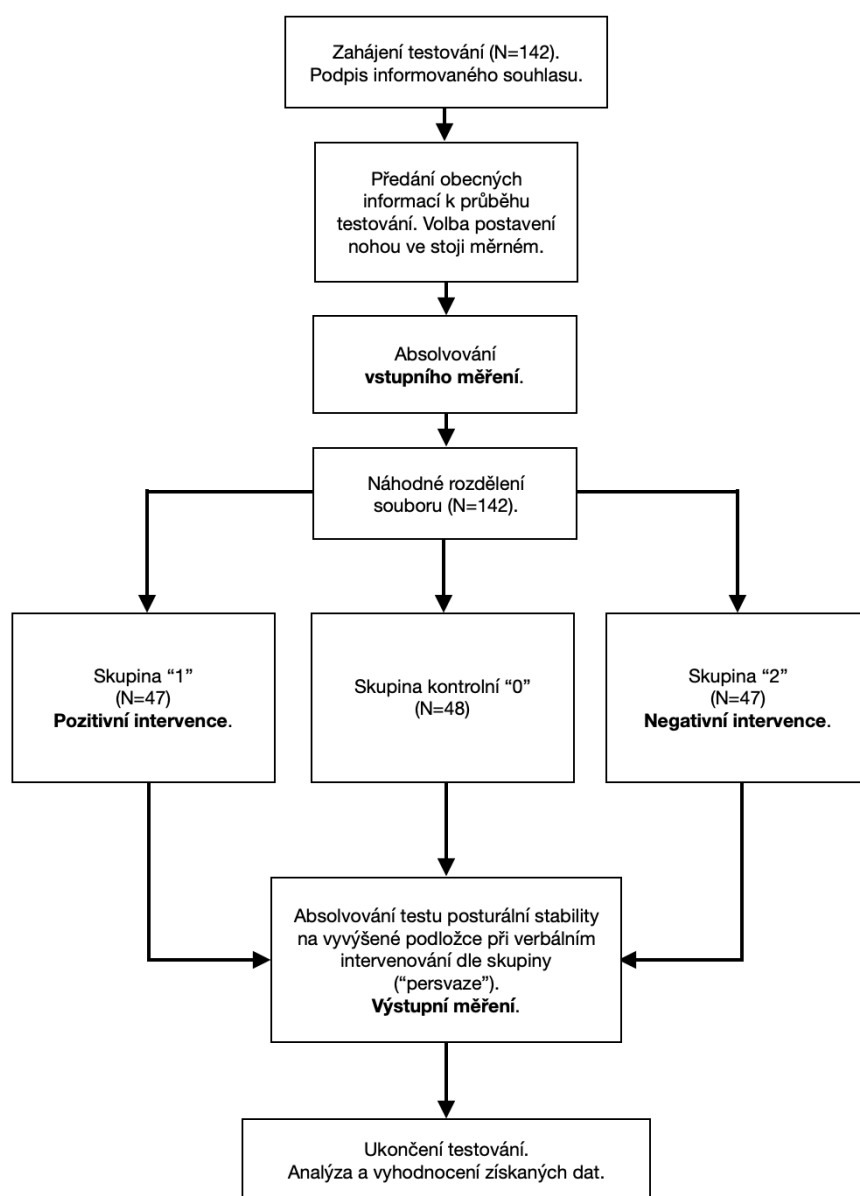 Zahájení testování (N=142).
Podpis informovaného souhlasu.
Předání obecných
informací k průběhu
testování. Volba postavení
nohou ve stoji měrném.
Absolvování
vstupního měření.
Náhodné rozdělení
souboru (N=142).
Skupina “1”
(N=47)
Pozitivní intervence.
Skupina kontrolní “0”
(N=48)
Skupina “2”
(N=47)
Negativní intervence.
Absolvování testu posturální stability
na vyvýšené podložce při verbálním
intervenování dle skupiny
(“persvaze”).
Výstupní měření.
Ukončení testování.
Analýza a vyhodnocení získaných dat.